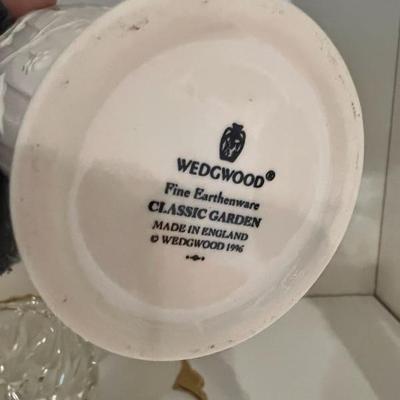 WEDGWOOD®
Fine Earthenware
CLASSIC GARDEN
MADE IN ENGLAND
© WEDGWOOD 1996